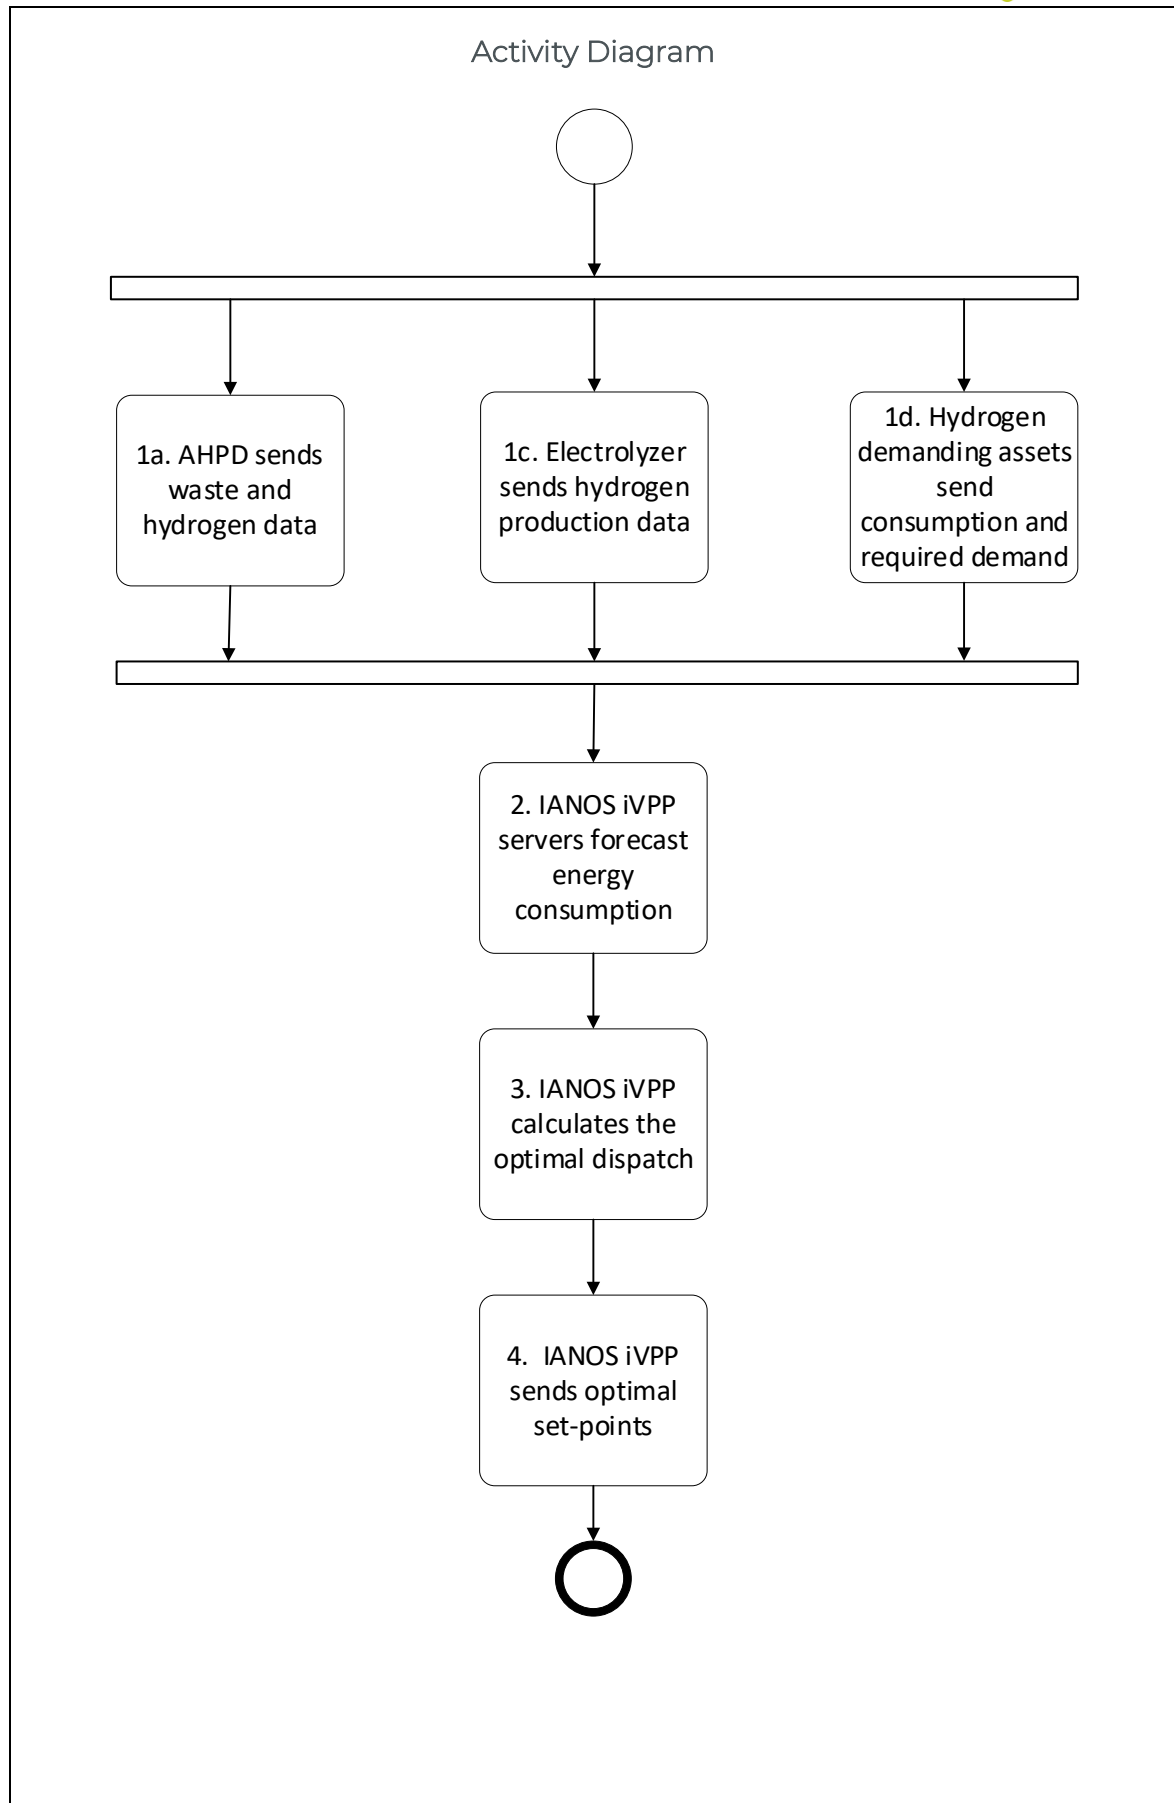 Activity Diagram
1a. AHPD sends
waste and
hydrogen data
1c. Electrolyzer
sends hydrogen
production data
1d. Hydrogen
demanding assets
send
consumption and
required demand
2. IANOS iVPP
servers forecast
energy
consumption
3. IANOS iVPP
calculates the
optimal dispatch
4. IANOS iVPP
sends optimal
set-points